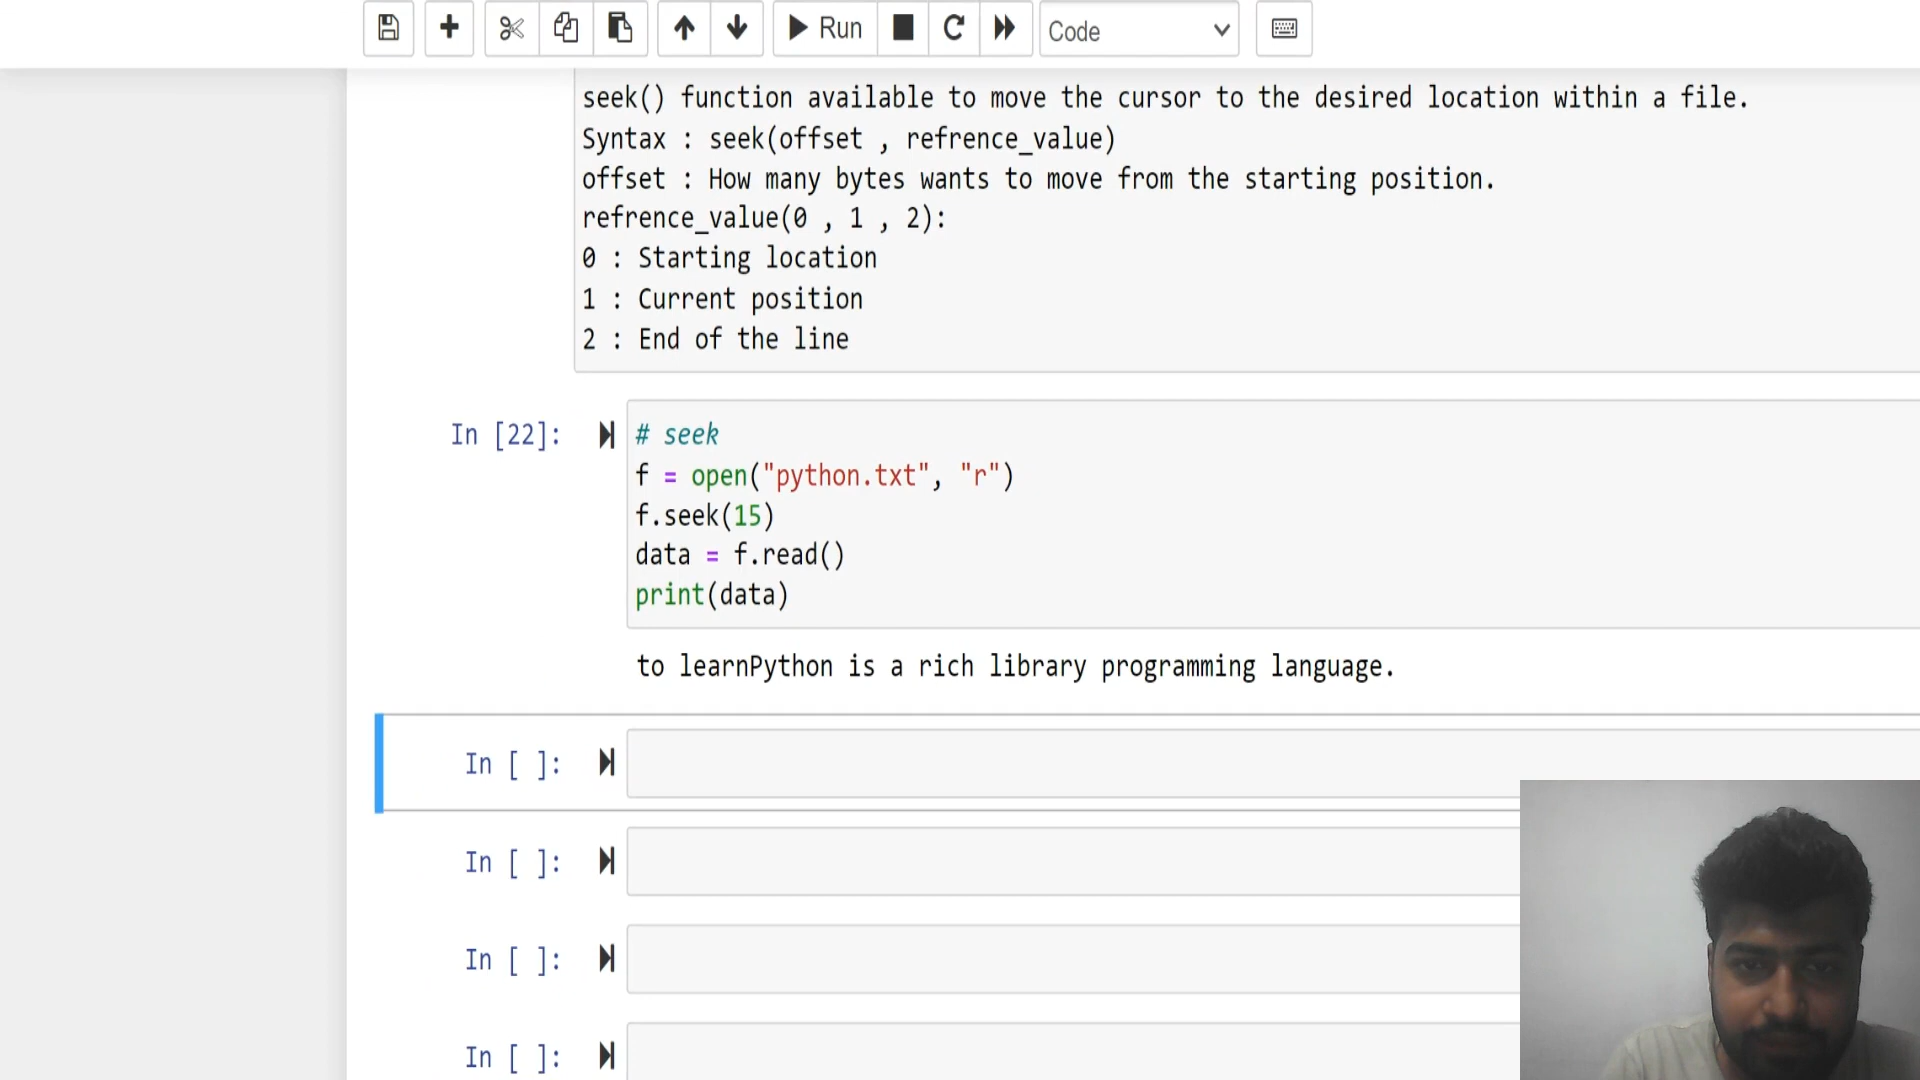 Run
Code
seek() function available to move the cursor to the desired location within a file.
Syntax : seek(offset , refrence_value)
offset : How many bytes wants to move from the starting position.
refrence_value(0 , 1 , 2):
0 : Starting location
1 : Current position
2 : End of the line
In [22]:
# seek
f = open("python.txt", "r")
f.seek(15)
data = f.read()
print(data)
to learnPython is a rich library programming language.
In [ ]:
In [ ]:
In [ ]:
In [ ]: